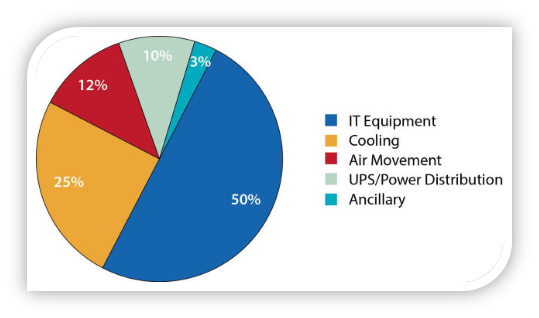 10%
3%
12%
25%
50%
IT Equipment
Cooling
Air Movement
UPS/Power Distribution
Ancillary